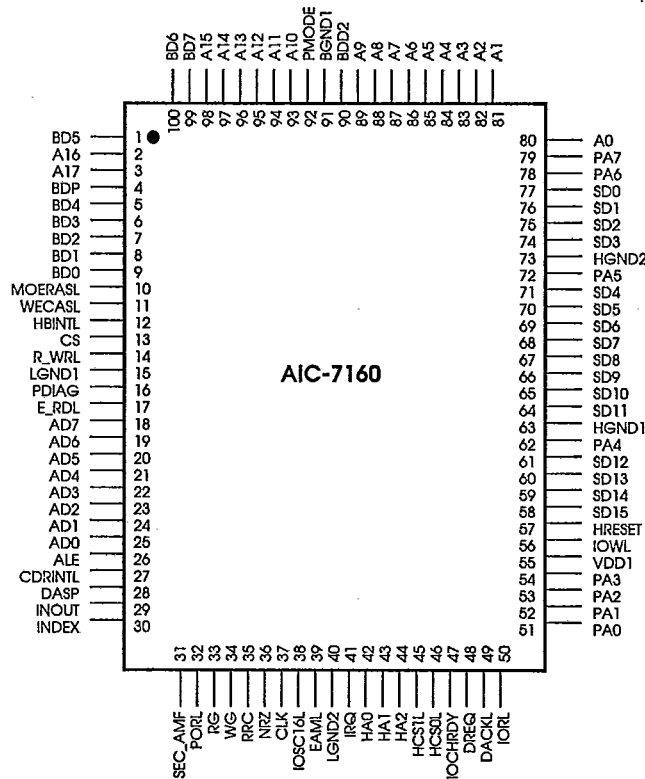 BD6 BD7 A15 A14 A13 A12 A11 A10 PMODE BGND1 BDD2 A9 A8 A7 A6 A5 A4 A3 A2 A1
100 99 98 97 96 95 94 93 92 91 90 89 88 87 86 85 84 83 82 81
BD5 1
A16 2
A17 3
BDP 4
BD4 5
BD3 6
BD2 7
BD1 8
BD0 9
MOERASL 10
WECASL 11
HBINTL 12
CS 13
R_WRL 14
LGND1 15
PDIAG 16
E_RDL 17
AD7 18
AD6 19
AD5 20
AD4 21
AD3 22
AD2 23
AD1 24
AD0 25
ALE 26
CDRINTL 27
DASP 28
INOUT 29
INDEX 30
AIC-7160
80 A0
79 PA7
78 PA6
77 SD0
76 SD1
75 SD2
74 SD3
73 HGND2
72 PA5
71 SD4
70 SD5
69 SD6
68 SD7
67 SD8
66 SD9
65 SD10
64 SD11
63 HGND1
62 PA4
61 SD12
60 SD13
59 SD14
58 SD15
57 HRESET
56 IOWL
55 VDD1
54 PA3
53 PA2
52 PA1
51 PA0
31 32 33 34 35 36 37 38 39 40 41 42 43 44 45 46 47 48 49 50
SEC_AMF PORL RG WG RRC NRZ CLK IOSC16L EAML LGND2 IRQ HA0 HA1 HA2 HCS1L HCS0L IOCHRDY DREQ DACKL IORL